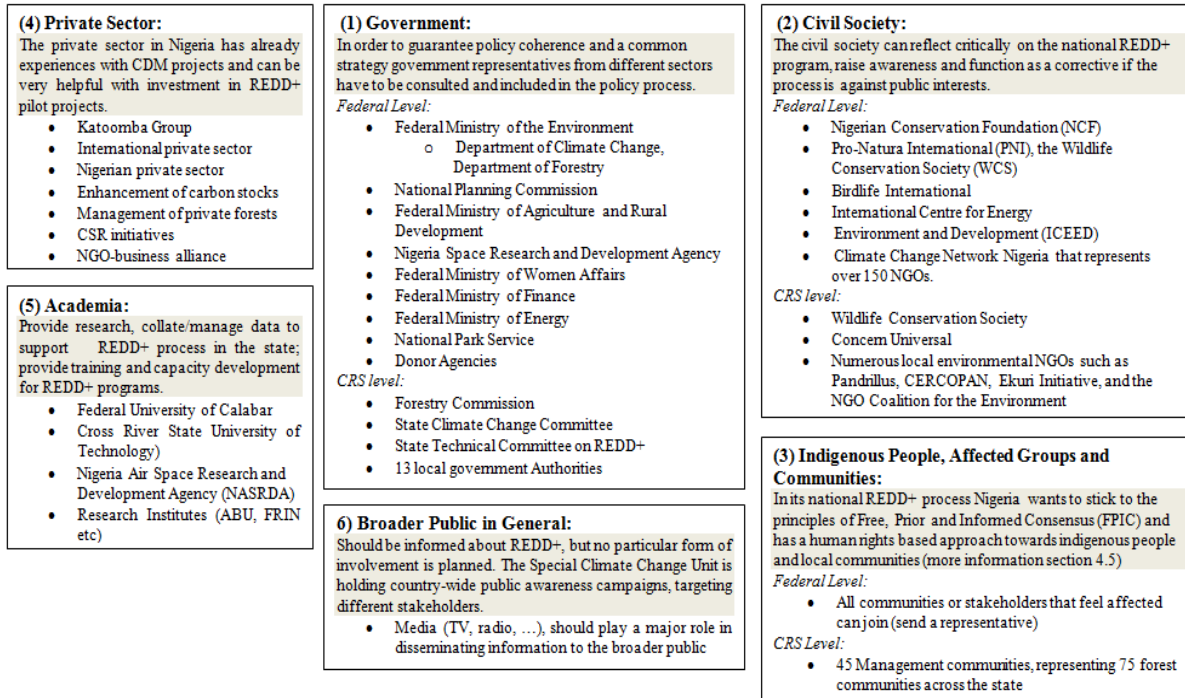 (4) Private Sector:
The private sector in Nigeria has already
experiences with CDM projects and can be
very helpful with investment in REDD+
pilot projects.
• Katoomba Group
• International private sector
• Nigerian private sector
• Enhancement of carbon stocks
• Management of private forests
• CSR initiatives
• NGO-business alliance
(5) Academia:
Provide research, collate/manage data to
support REDD+ process in the state;
provide training and capacity development
for REDD+ programs.
• Federal University of Calabar
• Cross River State University of
Technology)
• Nigeria Air Space Research and
Development Agency (NASRDA)
• Research Institutes (ABU, FRIN
etc)
(1) Government:
In order to guarantee policy coherence and a common
strategy government representatives from different sectors
have to be consulted and included in the policy process.
Federal Level:
• Federal Ministry of the Environment
o Department of Climate Change,
Department of Forestry
• National Planning Commission
• Federal Ministry of Agriculture and Rural
Development
• Nigeria Space Research and Development Agency
• Federal Ministry of Women Affairs
• Federal Ministry of Finance
• Federal Ministry of Energy
• National Park Service
• Donor Agencies
CRS level:
• Forestry Commission
• State Climate Change Committee
• State Technical Committee on REDD+
• 13 local government Authorities
6) Broader Public in General:
Should be informed about REDD+, but no particular form of
involvement is planned. The Special Climate Change Unit is
holding country-wide public awareness campaigns, targeting
different stakeholders.
• Media (TV, radio, …), should play a major role in
disseminating information to the broader public
(2) Civil Society:
The civil society can reflect critically on the national REDD+
program, raise awareness and function as a corrective if the
process is against public interests.
Federal Level:
• Nigerian Conservation Foundation (NCF)
• Pro-Natura International (PNI), the Wildlife
Conservation Society (WCS)
• Birdlife International
• International Centre for Energy
• Environment and Development (ICEED)
• Climate Change Network Nigeria that represents
over 150 NGOs.
CRS level:
• Wildlife Conservation Society
• Concern Universal
• Numerous local environmental NGOs such as
Pandrillus, CERCOPAN, Ekuri Initiative, and the
NGO Coalition for the Environment
(3) Indigenous People, Affected Groups and
Communities:
In its national REDD+ process Nigeria wants to stick to the
principles of Free, Prior and Informed Consensus (FPIC) and
has a human rights based approach towards indigenous people
and local communities (more information section 4.5)
Federal Level:
• All communities or stakeholders that feel affected
can join (send a representative)
CRS Level:
• 45 Management communities, representing 75 forest
communities across the state